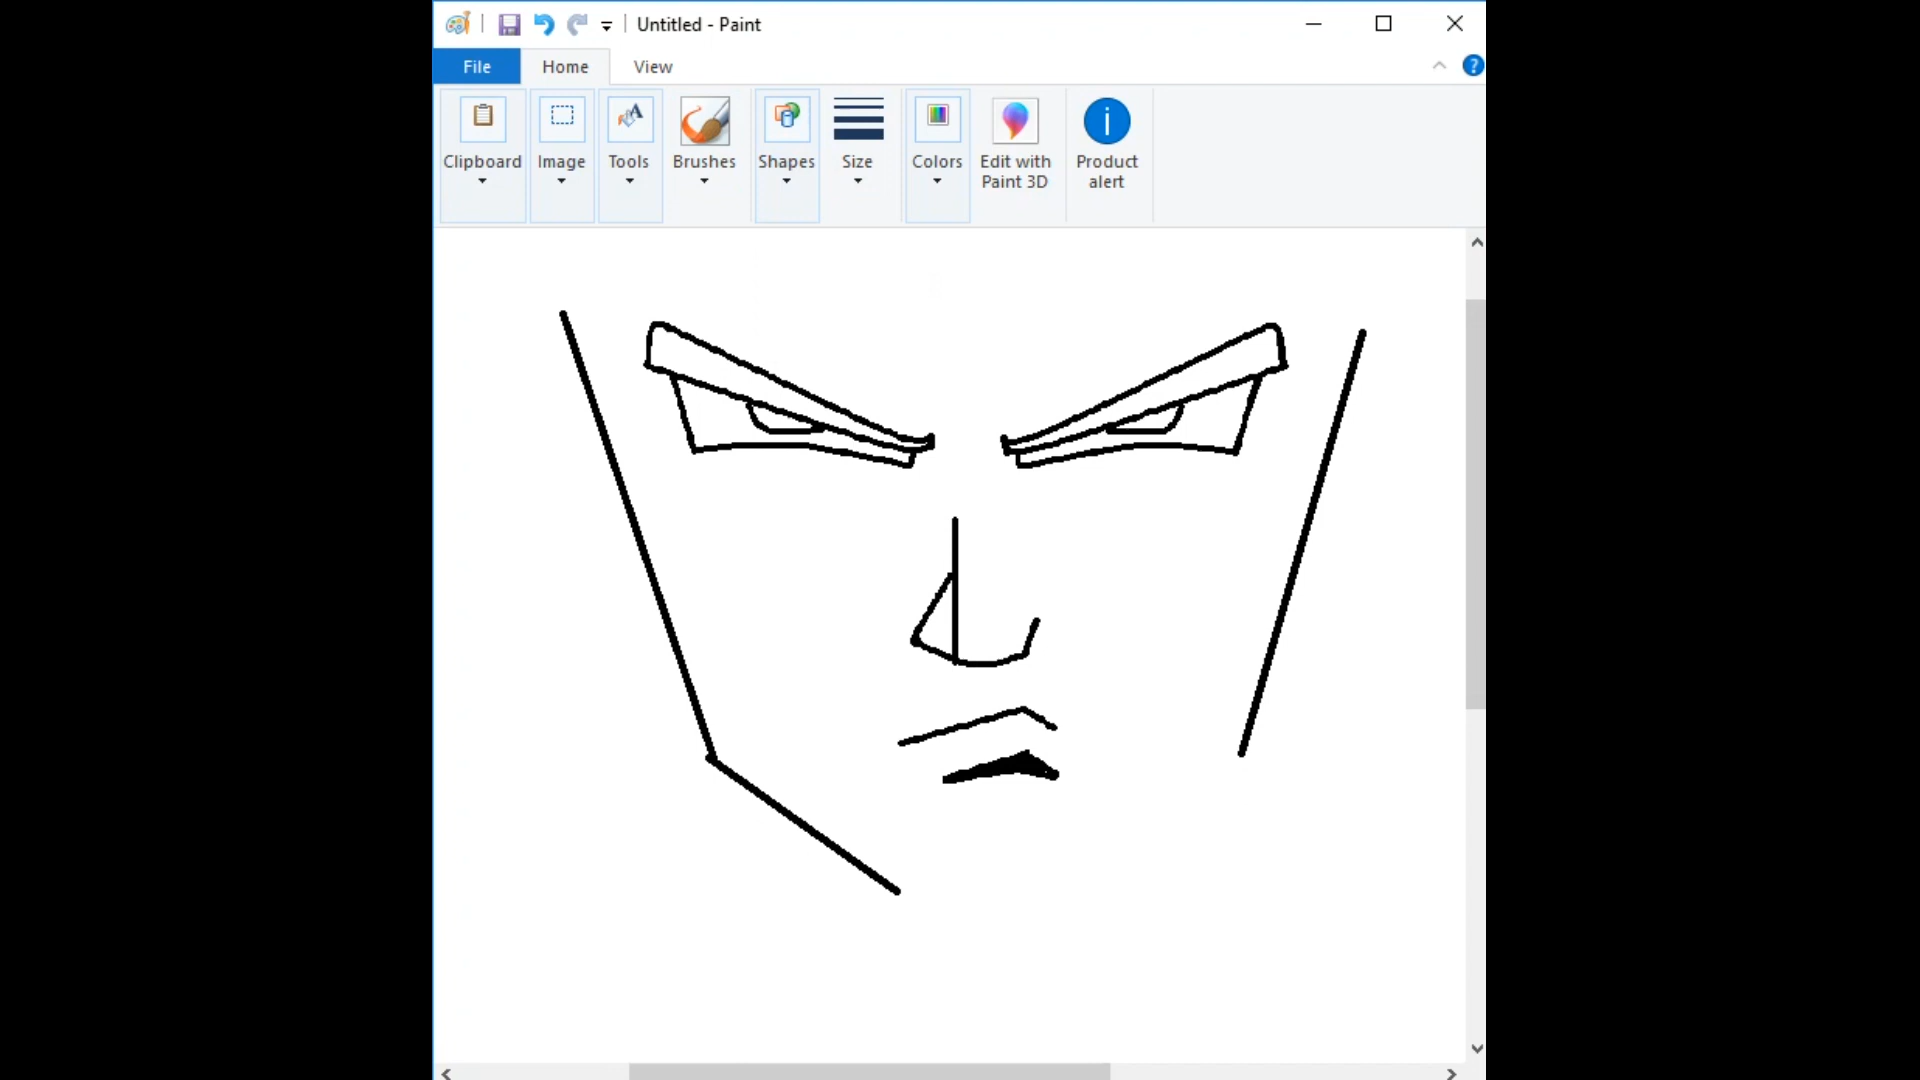 Untitled - Paint
File Home View
Clipboard Image Tools Brushes Shapes Size Colors Edit with Paint 3D Product alert